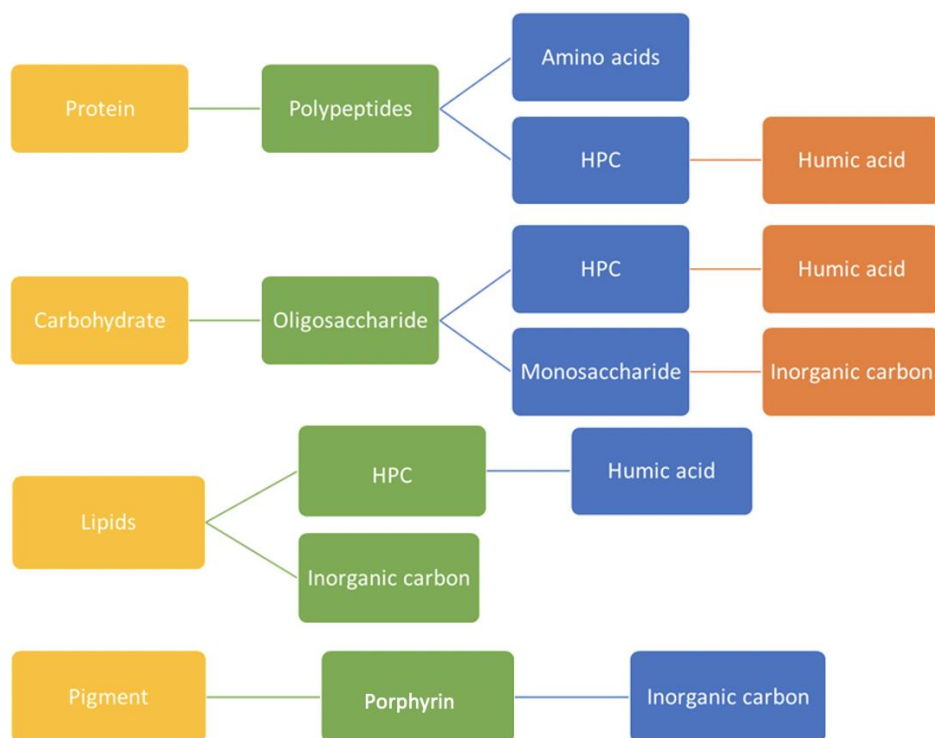 Amino acids
Protein
Polypeptides
HPC
Humic acid
HPC
Humic acid
Carbohydrate
Oligosaccharide
Monosaccharide
Inorganic carbon
HPC
Humic acid
Lipids
Inorganic carbon
Pigment
Porphyrin
Inorganic carbon